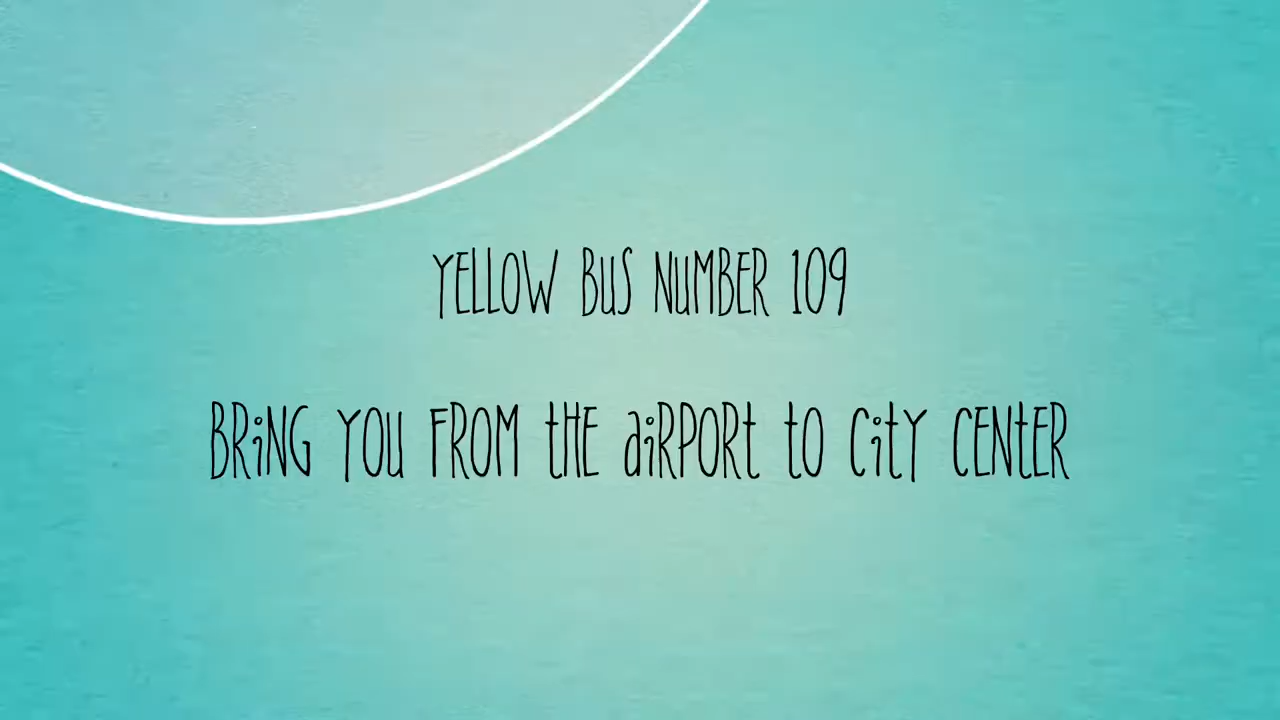 YELLOW BUS NUMBER 109
BRING YOU FROM THE AIRPORT TO CITY CENTER